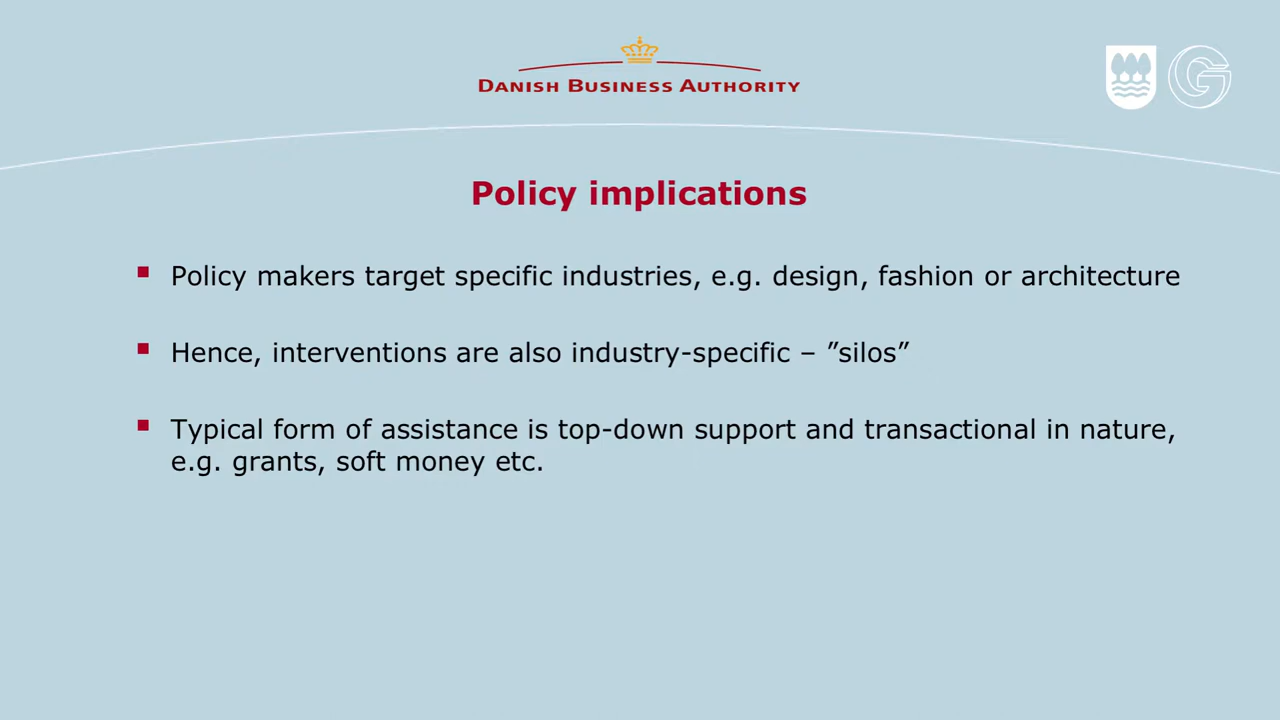 DANISH BUSINESS AUTHORITY
Policy implications
Policy makers target specific industries, e.g. design, fashion or architecture
Hence, interventions are also industry-specific – ”silos”
Typical form of assistance is top-down support and transactional in nature,
e.g. grants, soft money etc.